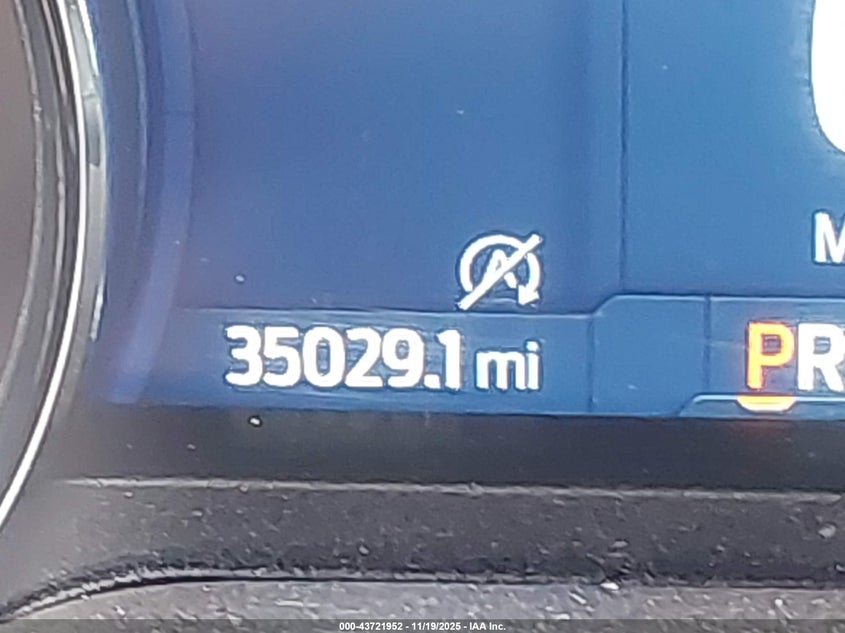 M
35029.1 mi PR
000-43721952 - 11/19/2025 - IAA Inc.